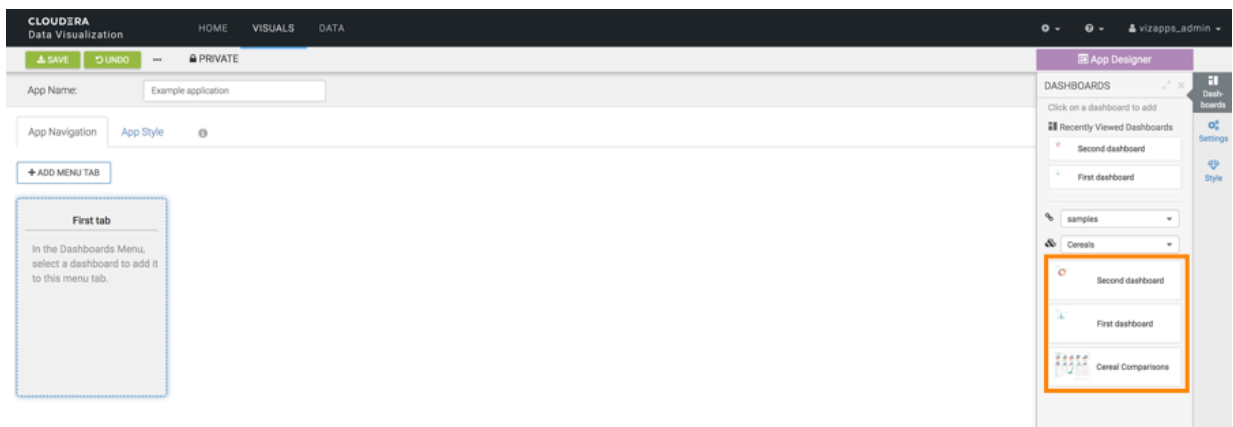 CLOUDERA
Data Visualization
HOME VISUALS DATA
vizapps_admin
SAVE UNDO PRIVATE
App Designer
App Name: Example application
DASHBOARDS
Dash-
boards
Click on a dashboard to add
App Navigation App Style
Recently Viewed Dashboards
Settings
Second dashboard
+ ADD MENU TAB
First dashboard
Style
First tab
samples
In the Dashboards Menu,
select a dashboard to add it
to this menu tab.
Cereals
Second dashboard
First dashboard
Cereal Comparisons